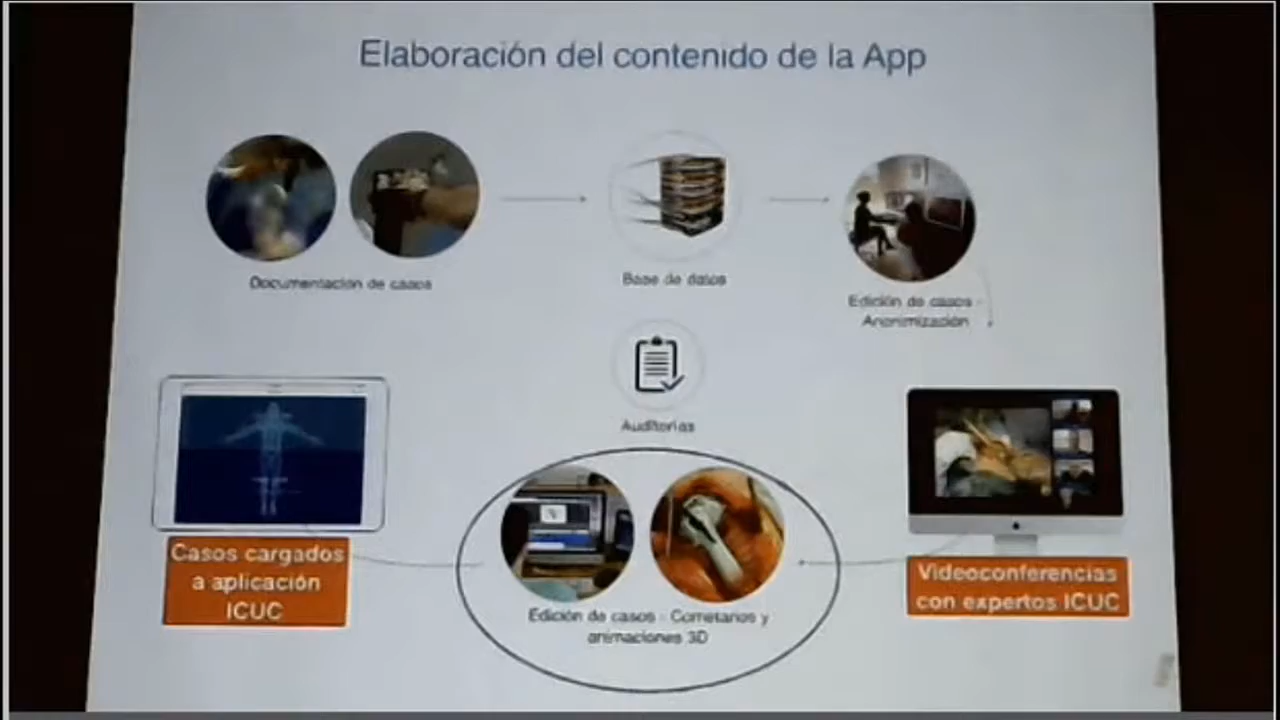 Elaboración del contenido de la App
Documentación de casos
Base de datos
Edición de casos -
Anonimización
Auditorías
Casos cargados
a aplicación
ICUC
Edición de casos - Cometarios y
animaciones 3D
Videoconferencias
con expertos ICUC